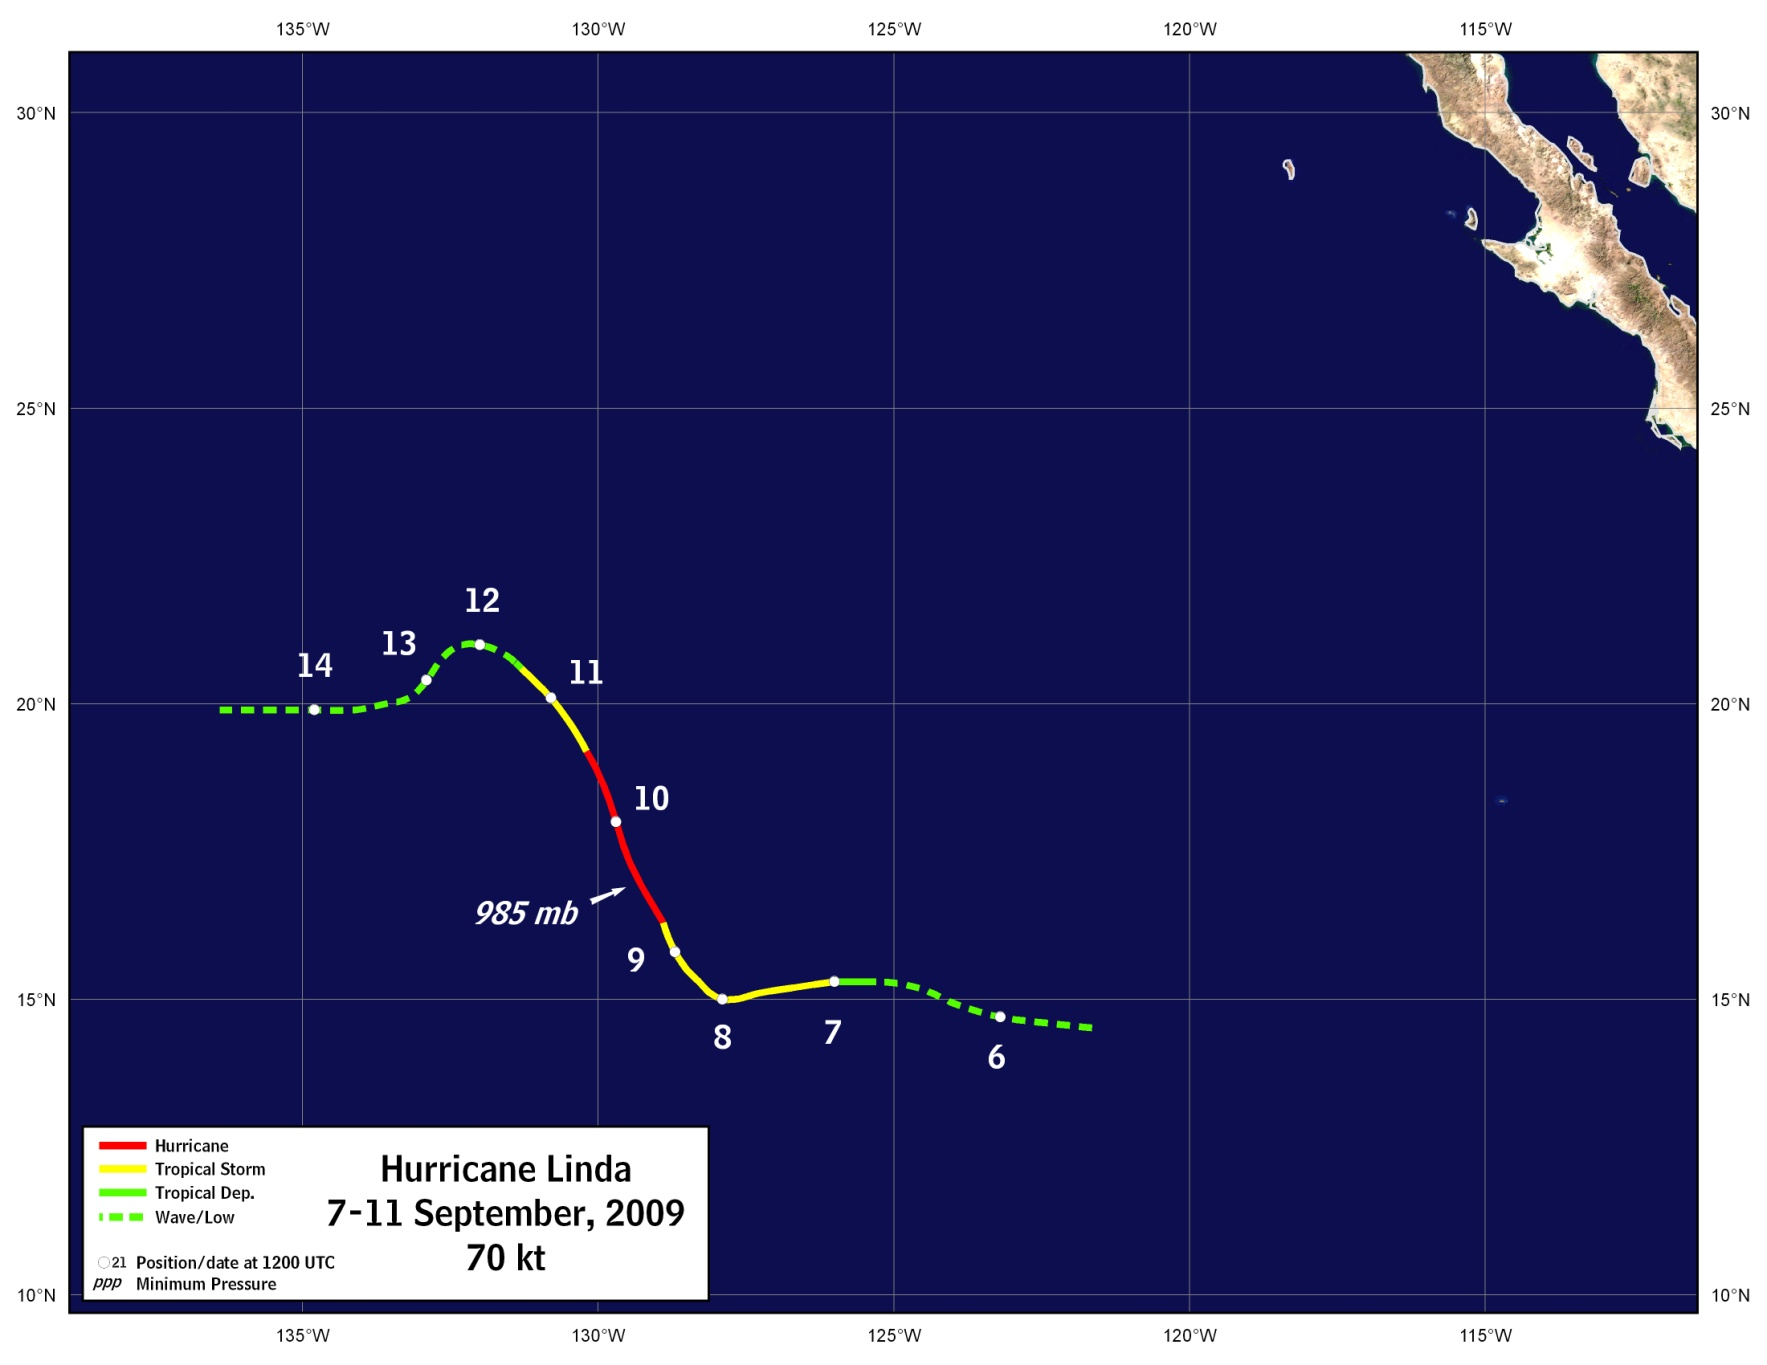 135°W 130°W 125°W 120°W 115°W
30°N 30°N
25°N 25°N
12
13
14
11
20°N 20°N
10
985 mb
9
15°N 15°N
8
7
6
Hurricane
Tropical Storm
Tropical Dep.
Wave/Low
21 Position/date at 1200 UTC
ppp Minimum Pressure
Hurricane Linda
7-11 September, 2009
70 kt
10°N 10°N
135°W 130°W 125°W 120°W 115°W